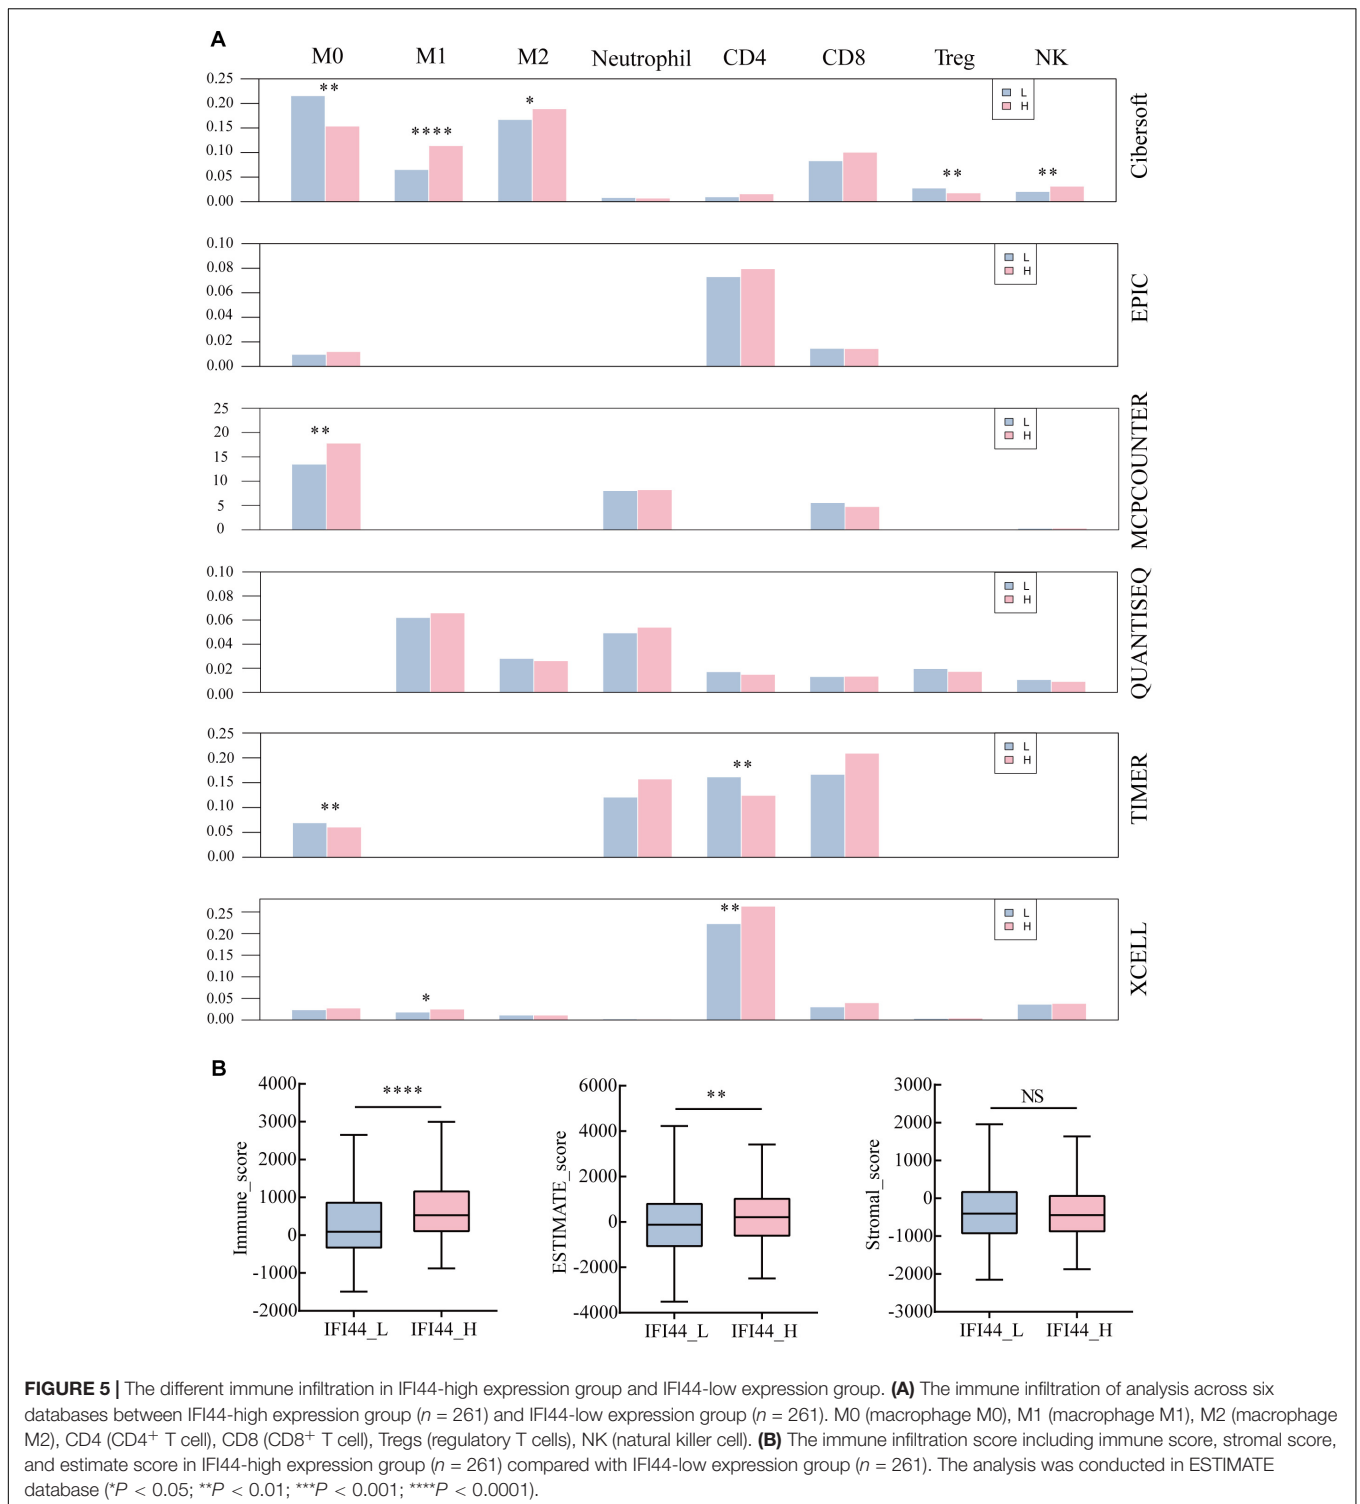 A
M0 M1 M2 Neutrophil CD4 CD8 Treg NK
0.25
0.20
0.15
0.10
0.05
0.00
** **** * ** **
L
H
Cibersoft
0.10
0.08
0.06
0.04
0.02
0.00
L
H
EPIC
25
20
15
10
5
0
**
L
H
MCPCOUNTER
0.10
0.08
0.06
0.04
0.02
0.00
L
H
QUANTISEQ
0.25
0.20
0.15
0.10
0.05
0.00
** **
L
H
TIMER
0.25
0.20
0.15
0.10
0.05
0.00
* **
L
H
XCELL
B
Immune_score
4000
3000
2000
1000
0
-1000
-2000
****
IFI44_L IFI44_H
ESTIMATE_score
6000
4000
2000
0
-2000
-4000
**
IFI44_L IFI44_H
Stromal_score
3000
2000
1000
0
-1000
-2000
-3000
NS
IFI44_L IFI44_H
FIGURE 5 | The different immune infiltration in IFI44-high expression group and IFI44-low expression group. (A) The immune infiltration of analysis across six
databases between IFI44-high expression group (n = 261) and IFI44-low expression group (n = 261). M0 (macrophage M0), M1 (macrophage M1), M2 (macrophage
M2), CD4 (CD4+ T cell), CD8 (CD8+ T cell), Tregs (regulatory T cells), NK (natural killer cell). (B) The immune infiltration score including immune score, stromal score,
and estimate score in IFI44-high expression group (n = 261) compared with IFI44-low expression group (n = 261). The analysis was conducted in ESTIMATE
database (*P < 0.05; **P < 0.01; ***P < 0.001; ****P < 0.0001).